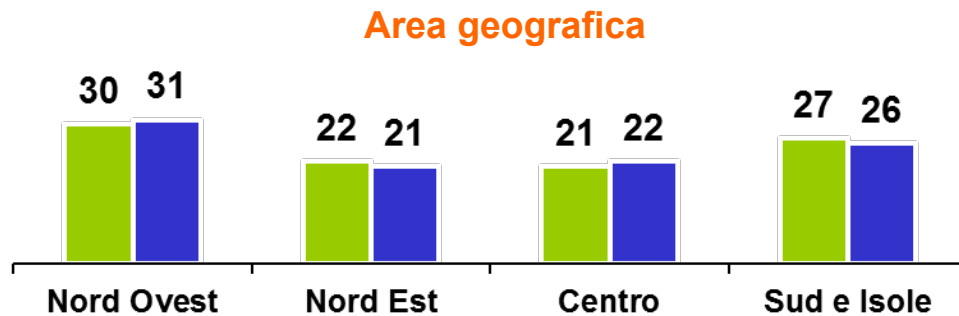 Area geografica
30 31 22 21 21 22 27 26
Nord Ovest Nord Est Centro Sud e Isole